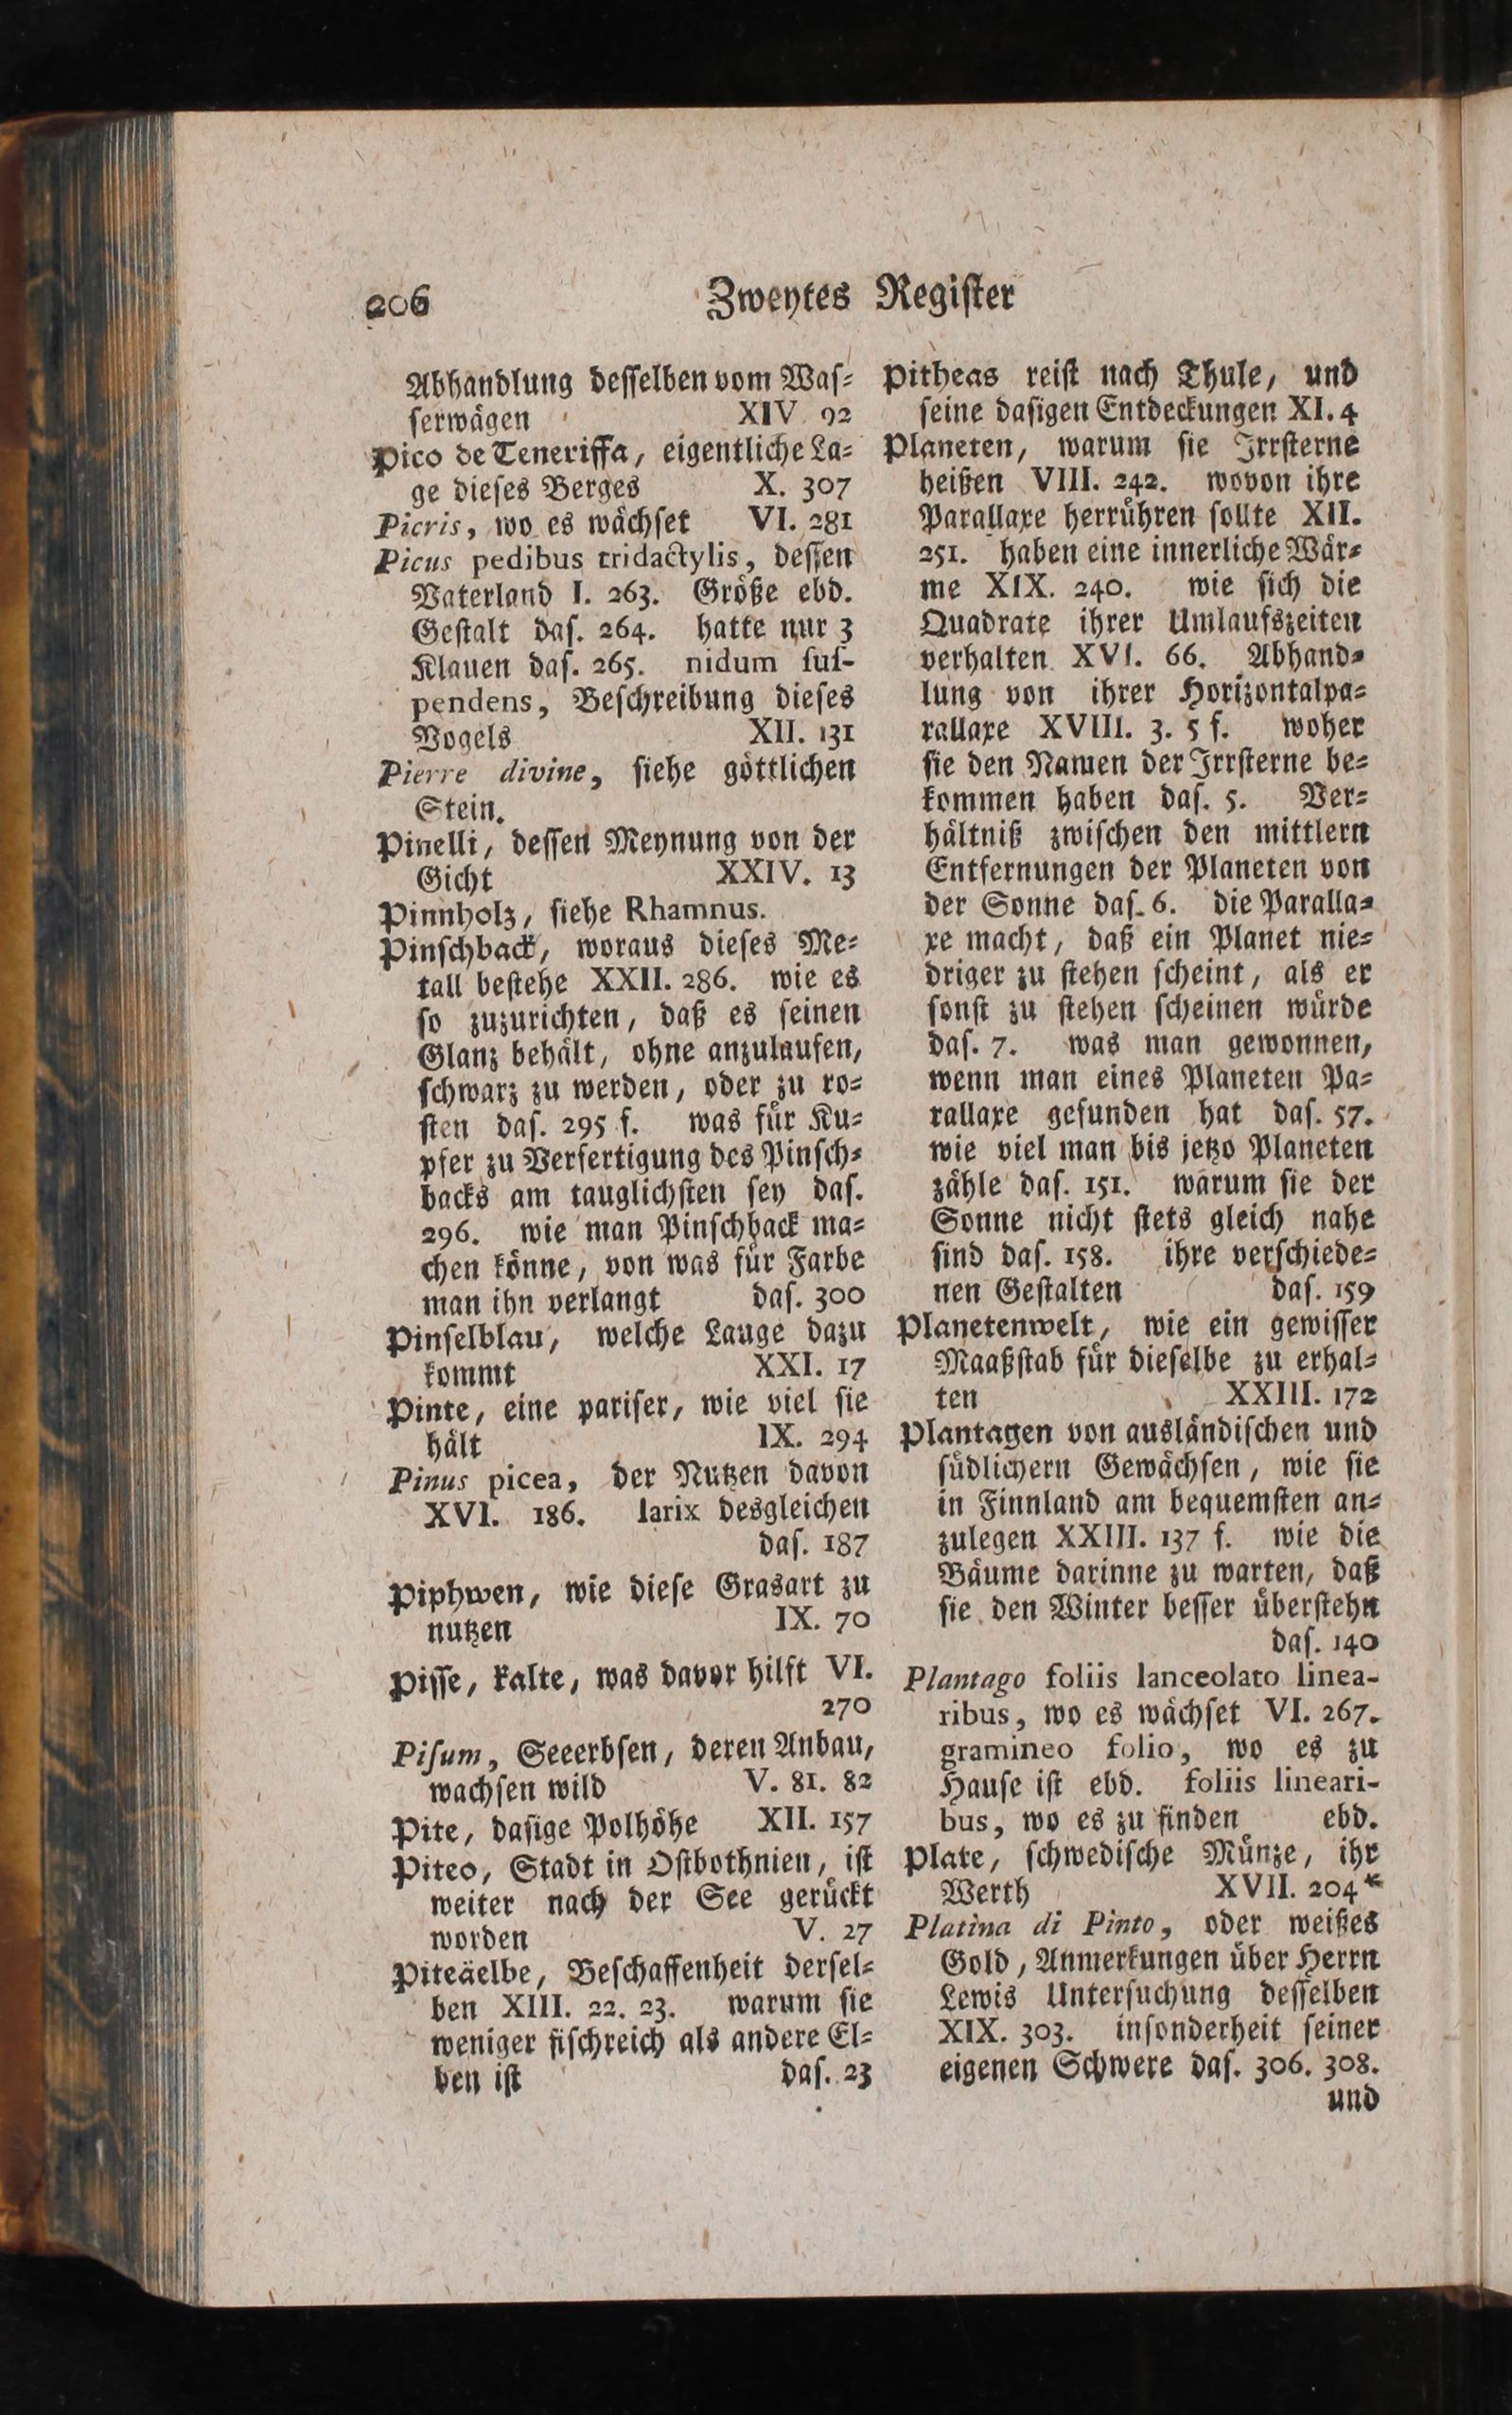 206
Zweytes Register
Abhandlung desselben vom Was-
serwägen XIV. 92
Pico de Teneriffa, eigentliche La-
ge dieses Berges X. 307
Picris, wo es wächset VI. 281
Picus pedibus tridactylis, dessen
Vaterland I. 263. Größe ebd.
Gestalt das. 264. hatte nur 3
Klauen das. 265. nidum sus-
pendens, Beschreibung dieses
Vogels XII. 131
Pierre divine, siehe göttlichen
Stein.
Pinelli, dessen Meynung von der
Gicht XXIV. 13
Pinnholz, siehe Rhamnus.
Pinschback, woraus dieses Me-
tall bestehe XXII. 286. wie es
so zuzurichten, daß es seinen
Glanz behält, ohne anzulaufen,
schwarz zu werden, oder zu ro-
sten das. 295 f. was für Ku-
pfer zu Verfertigung des Pinsch-
backs am tauglichsten sey das.
296. wie man Pinschback ma-
chen könne, von was für Farbe
man ihn verlangt das. 300
Pinselblau, welche Lauge dazu
kommt XXI. 17
Pinte, eine pariser, wie viel sie
hält IX. 294
Pinus picea, der Nutzen davon
XVI. 186. larix desgleichen
das. 187
Piphwen, wie diese Grasart zu
nutzen IX. 70
Pisse, kalte, was davor hilft VI.
270
Pisum, Seeerbsen, deren Anbau,
wachsen wild V. 81. 82
Pite, dasige Polhöhe XII. 157
Piteo, Stadt in Ostbothnien, ist
weiter nach der See gerückt
worden V. 27
Piteäelbe, Beschaffenheit dersel-
ben XIII. 22. 23. warum sie
weniger fischreich als andere El-
ben ist das. 23
Pitheas reist nach Thule, und
seine dasigen Entdeckungen XI. 4
Planeten, warum sie Irrsterne
heißen VIII. 242. wovon ihre
Parallaxe herrühren sollte XII.
251. haben eine innerliche Wär-
me XIX. 240. wie sich die
Quadrate ihrer Umlaufszeiten
verhalten XVI. 66. Abhand-
lung von ihrer Horizontalpa-
rallaxe XVIII. 3. 5 f. woher
sie den Namen der Irrsterne be-
kommen haben das. 5. Ver-
hältniß zwischen den mittlern
Entfernungen der Planeten von
der Sonne das. 6. die Paralla-
xe macht, daß ein Planet nie-
driger zu stehen scheint, als er
sonst zu stehen scheinen würde
das. 7. was man gewonnen,
wenn man eines Planeten Pa-
rallaxe gefunden hat das. 57.
wie viel man bis jetzo Planeten
zähle das. 151. warum sie der
Sonne nicht stets gleich nahe
sind das. 158. ihre verschiede-
nen Gestalten das. 159
Planetenwelt, wie ein gewisser
Maaßstab für dieselbe zu erhal-
ten XXIII. 172
Plantagen von ausländischen und
südlichern Gewächsen, wie sie
in Finnland am bequemsten an-
zulegen XXIII. 137 f. wie die
Bäume darinne zu warten, daß
sie den Winter besser überstehn
das. 140
Plantago foliis lanceolato linea-
ribus, wo es wächset VI. 267.
gramineo folio, wo es zu
Hause ist ebd. foliis lineari-
bus, wo es zu finden ebd.
Plate, schwedische Münze, ihr
Werth XVII. 204*
Platina di Pinto, oder weißes
Gold, Anmerkungen über Herrn
Lewis Untersuchung desselben
XIX. 303. insonderheit seiner
eigenen Schwere das. 306. 308.
und